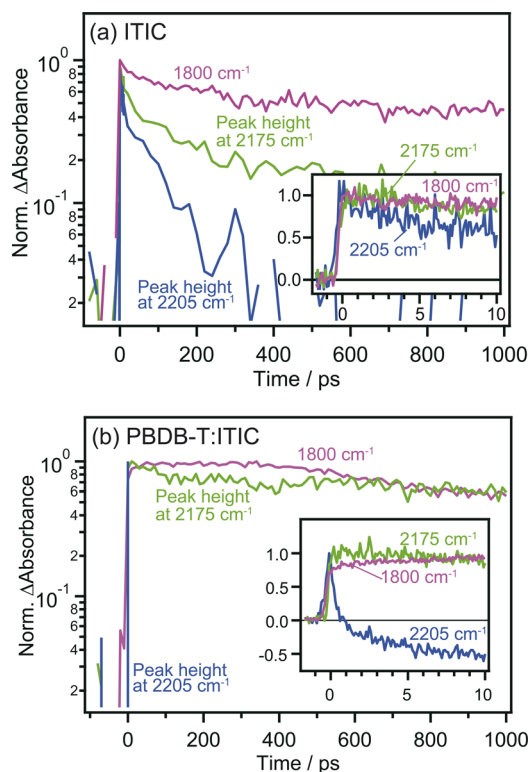 (a) ITIC
Norm. ΔAbsorbance
10⁰
8
6
4
2
10⁻¹
8
6
4
2
1800 cm⁻¹
Peak height
at 2175 cm⁻¹
Peak height
at 2205 cm⁻¹
2175 cm⁻¹
1800 cm⁻¹
2205 cm⁻¹
1.0
0.5
0.0
0 5 10
0 200 400 600 800 1000
Time / ps
(b) PBDB-T:ITIC
Norm. ΔAbsorbance
10⁰
8
6
4
2
10⁻¹
8
6
4
2
1800 cm⁻¹
Peak height
at 2175 cm⁻¹
Peak height
at 2205 cm⁻¹
2175 cm⁻¹
1800 cm⁻¹
2205 cm⁻¹
1.0
0.5
0.0
-0.5
0 5 10
0 200 400 600 800 1000
Time / ps